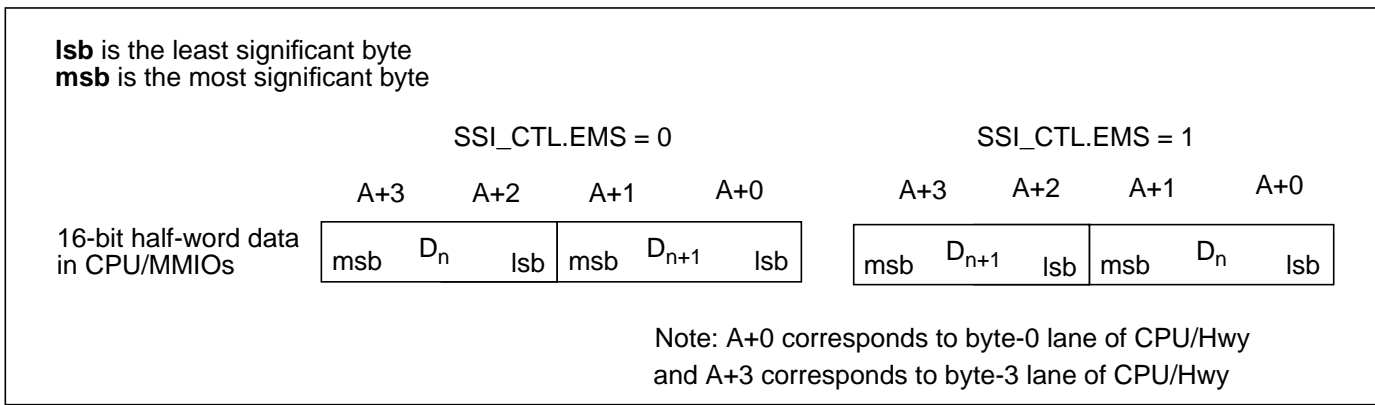 lsb is the least significant byte
msb is the most significant byte
SSI_CTL.EMS = 0 SSI_CTL.EMS = 1
A+3 A+2 A+1 A+0 A+3 A+2 A+1 A+0
16-bit half-word data
in CPU/MMIOs
msb Dn lsb msb Dn+1 lsb msb Dn+1 lsb msb Dn lsb
Note: A+0 corresponds to byte-0 lane of CPU/Hwy
and A+3 corresponds to byte-3 lane of CPU/Hwy